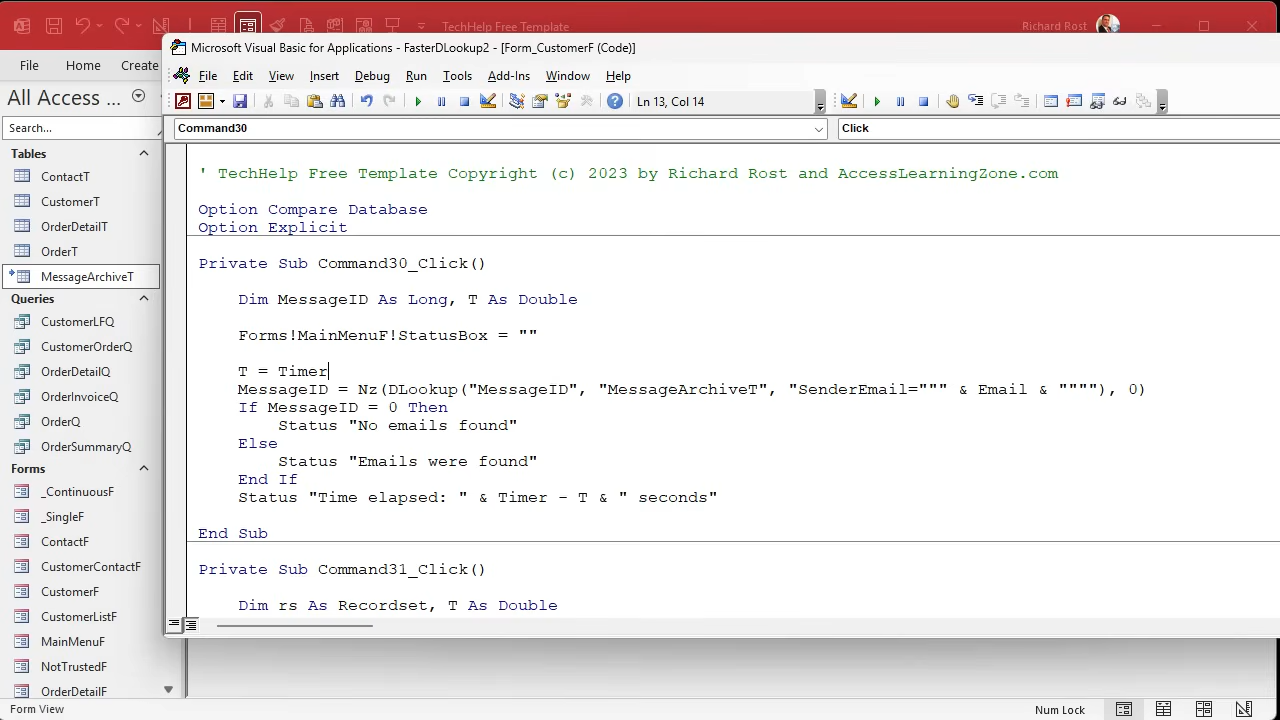 TechHelp Free Template
Richard Rost
File Home Create
Microsoft Visual Basic for Applications - FasterDLookup2 - [Form_CustomerF (Code)]
File Edit View Insert Debug Run Tools Add-Ins Window Help
Ln 13, Col 14
Command30
Click
All Access ...
Search...
Tables
ContactT
CustomerT
OrderDetailT
OrderT
MessageArchiveT
Queries
CustomerLFQ
CustomerOrderQ
OrderDetailQ
OrderInvoiceQ
OrderQ
OrderSummaryQ
Forms
_ContinuousF
_SingleF
ContactF
CustomerContactF
CustomerF
CustomerListF
MainMenuF
NotTrustedF
OrderDetailF
' TechHelp Free Template Copyright (c) 2023 by Richard Rost and AccessLearningZone.com
Option Compare Database
Option Explicit
Private Sub Command30_Click()
Dim MessageID As Long, T As Double
Forms!MainMenuF!StatusBox = ""
T = Timer
MessageID = Nz(DLookup("MessageID", "MessageArchiveT", "SenderEmail=""" & Email & """"), 0)
If MessageID = 0 Then
Status "No emails found"
Else
Status "Emails were found"
End If
Status "Time elapsed: " & Timer - T & " seconds"
End Sub
Private Sub Command31_Click()
Dim rs As Recordset, T As Double
Form View
Num Lock